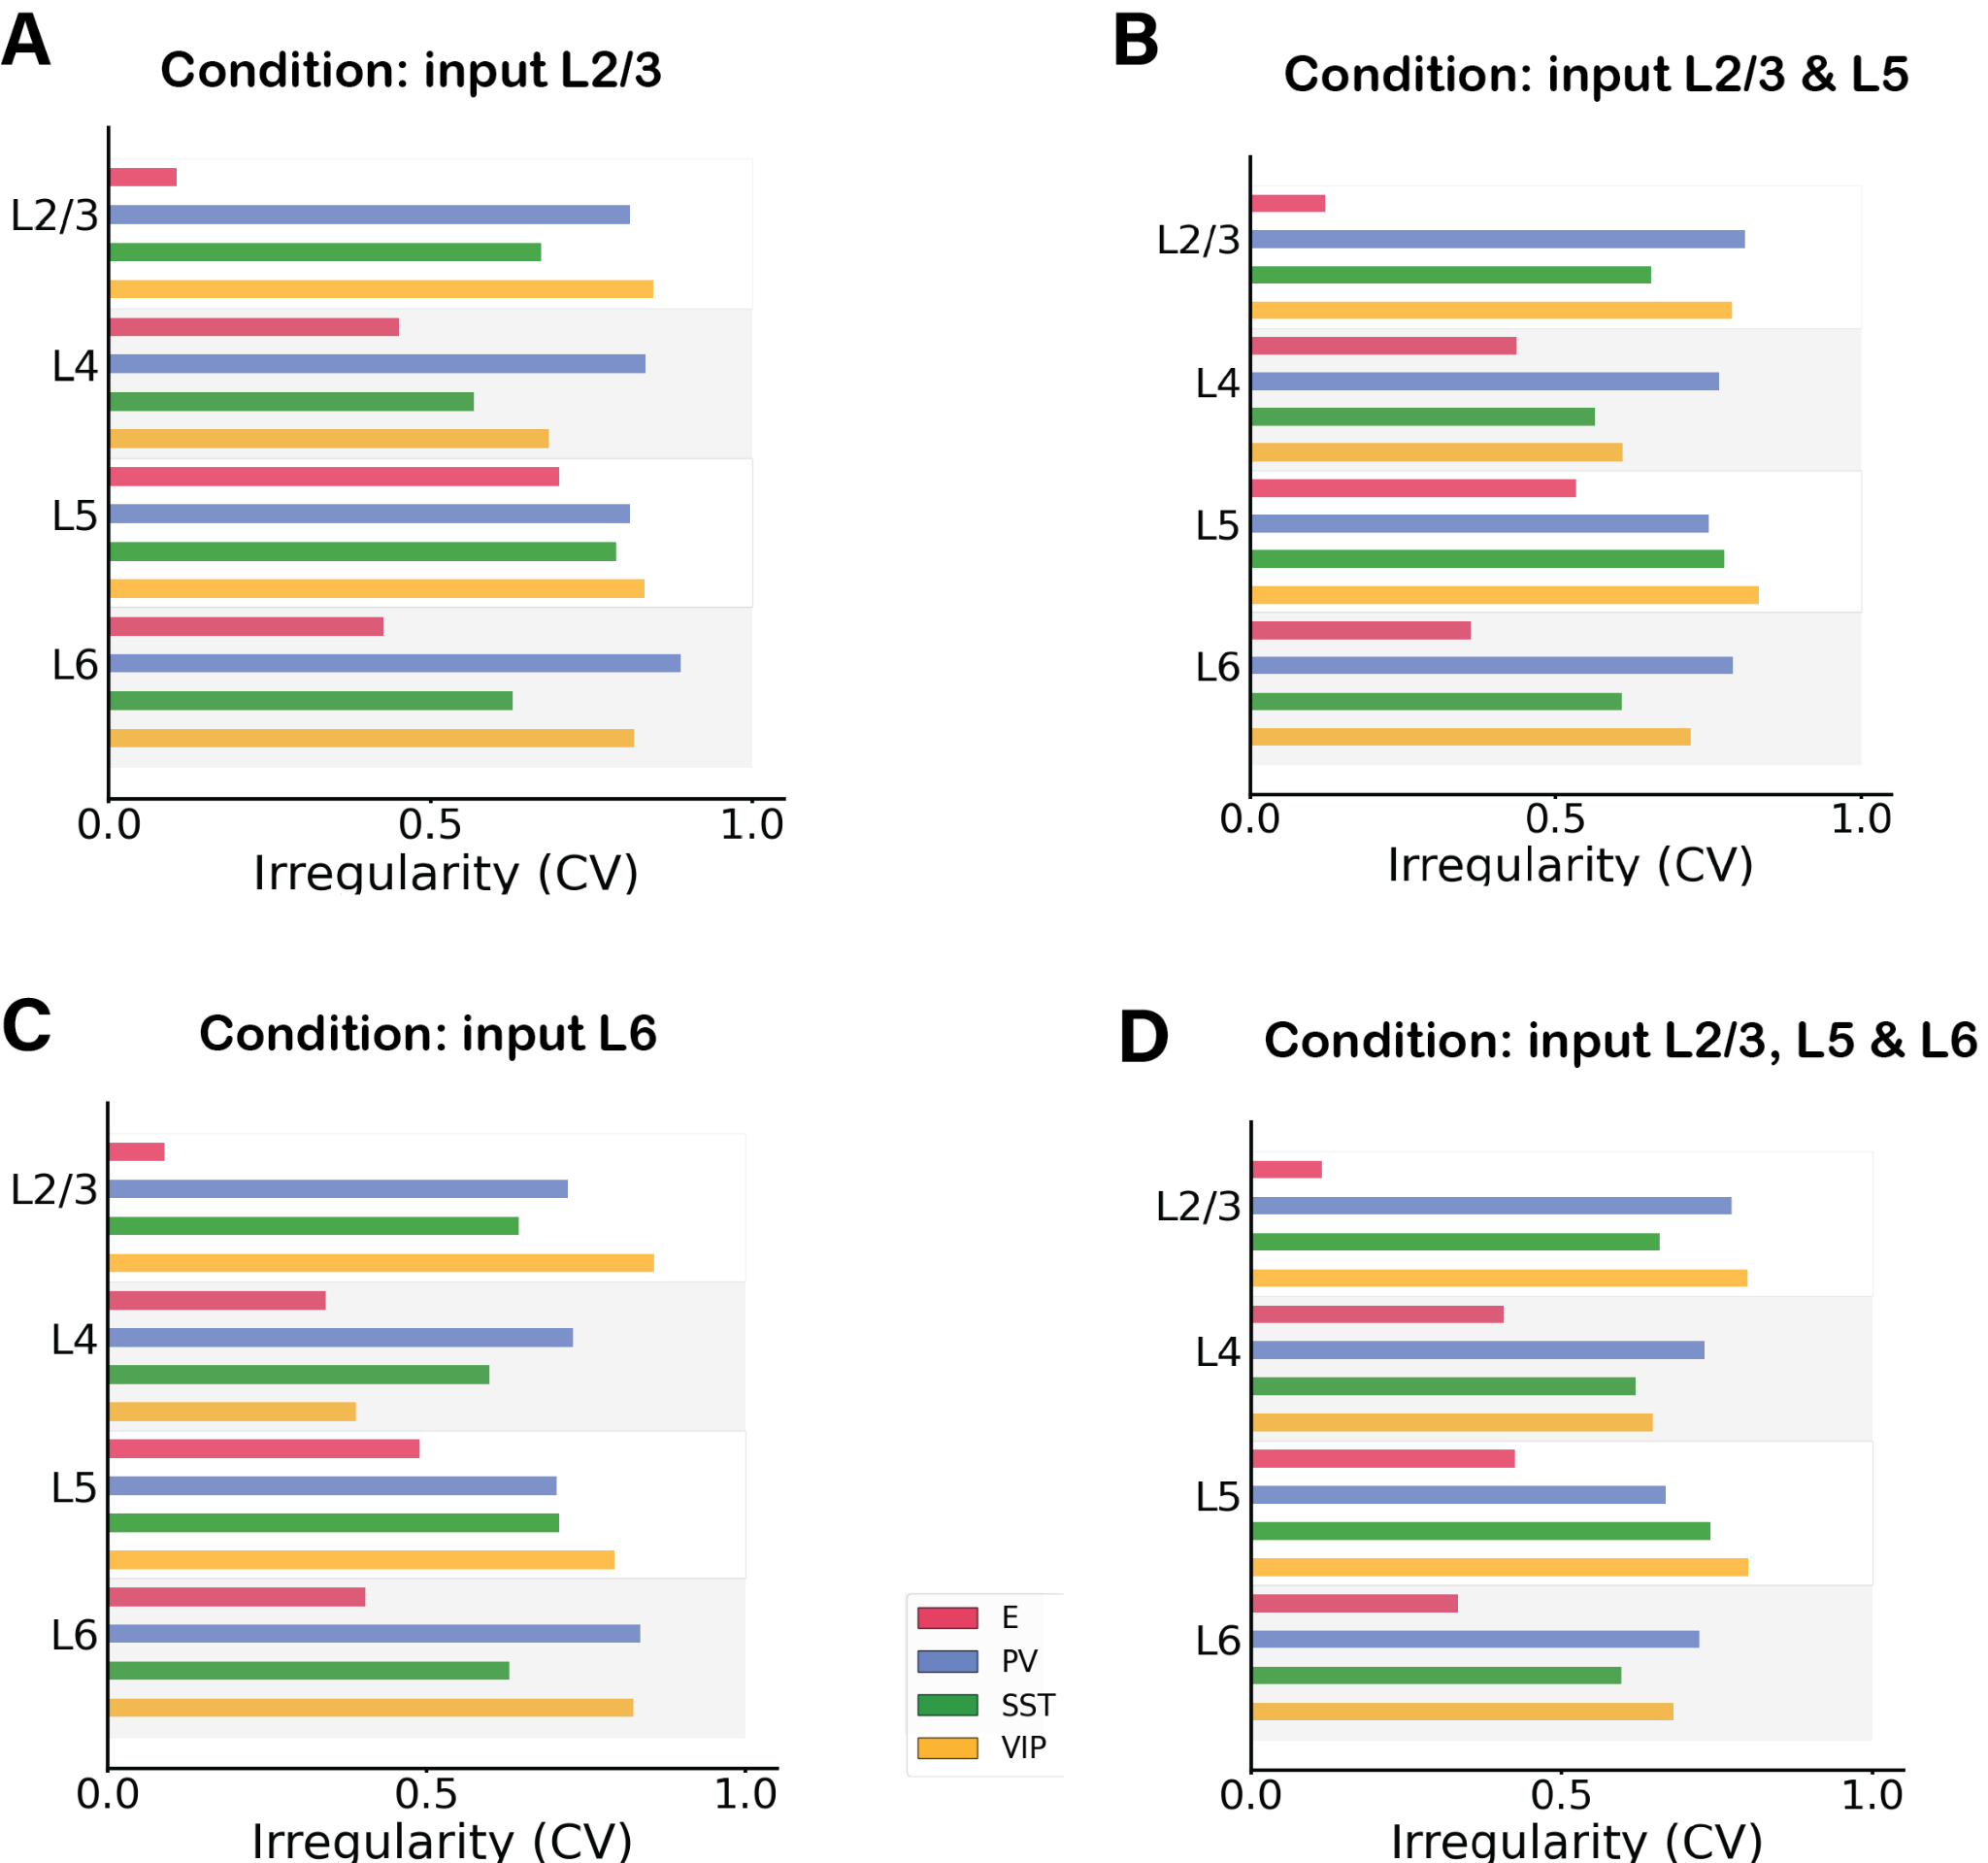 A
Condition: input L2/3
L2/3
L4
L5
L6
0.0 0.5 1.0
Irregularity (CV)
B
Condition: input L2/3 & L5
L2/3
L4
L5
L6
0.0 0.5 1.0
Irregularity (CV)
C
Condition: input L6
L2/3
L4
L5
L6
0.0 0.5 1.0
Irregularity (CV)
E
PV
SST
VIP
D
Condition: input L2/3, L5 & L6
L2/3
L4
L5
L6
0.0 0.5 1.0
Irregularity (CV)